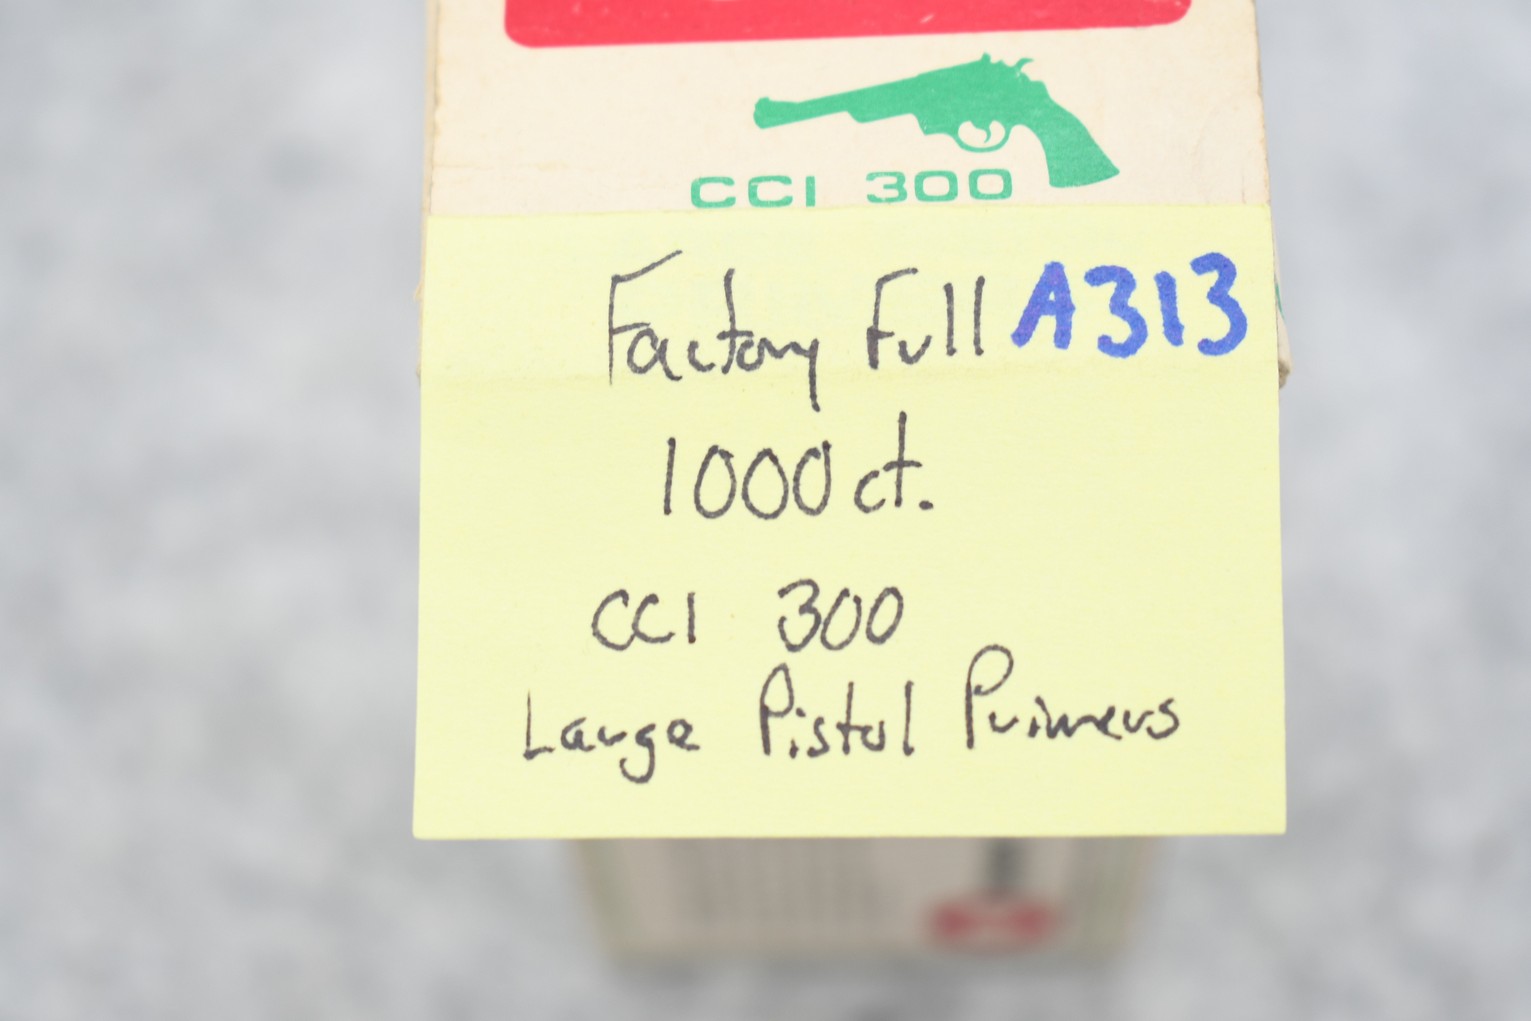 CCI 300
Factory Full A313
1000 ct.
CCI 300
Large Pistol Primers